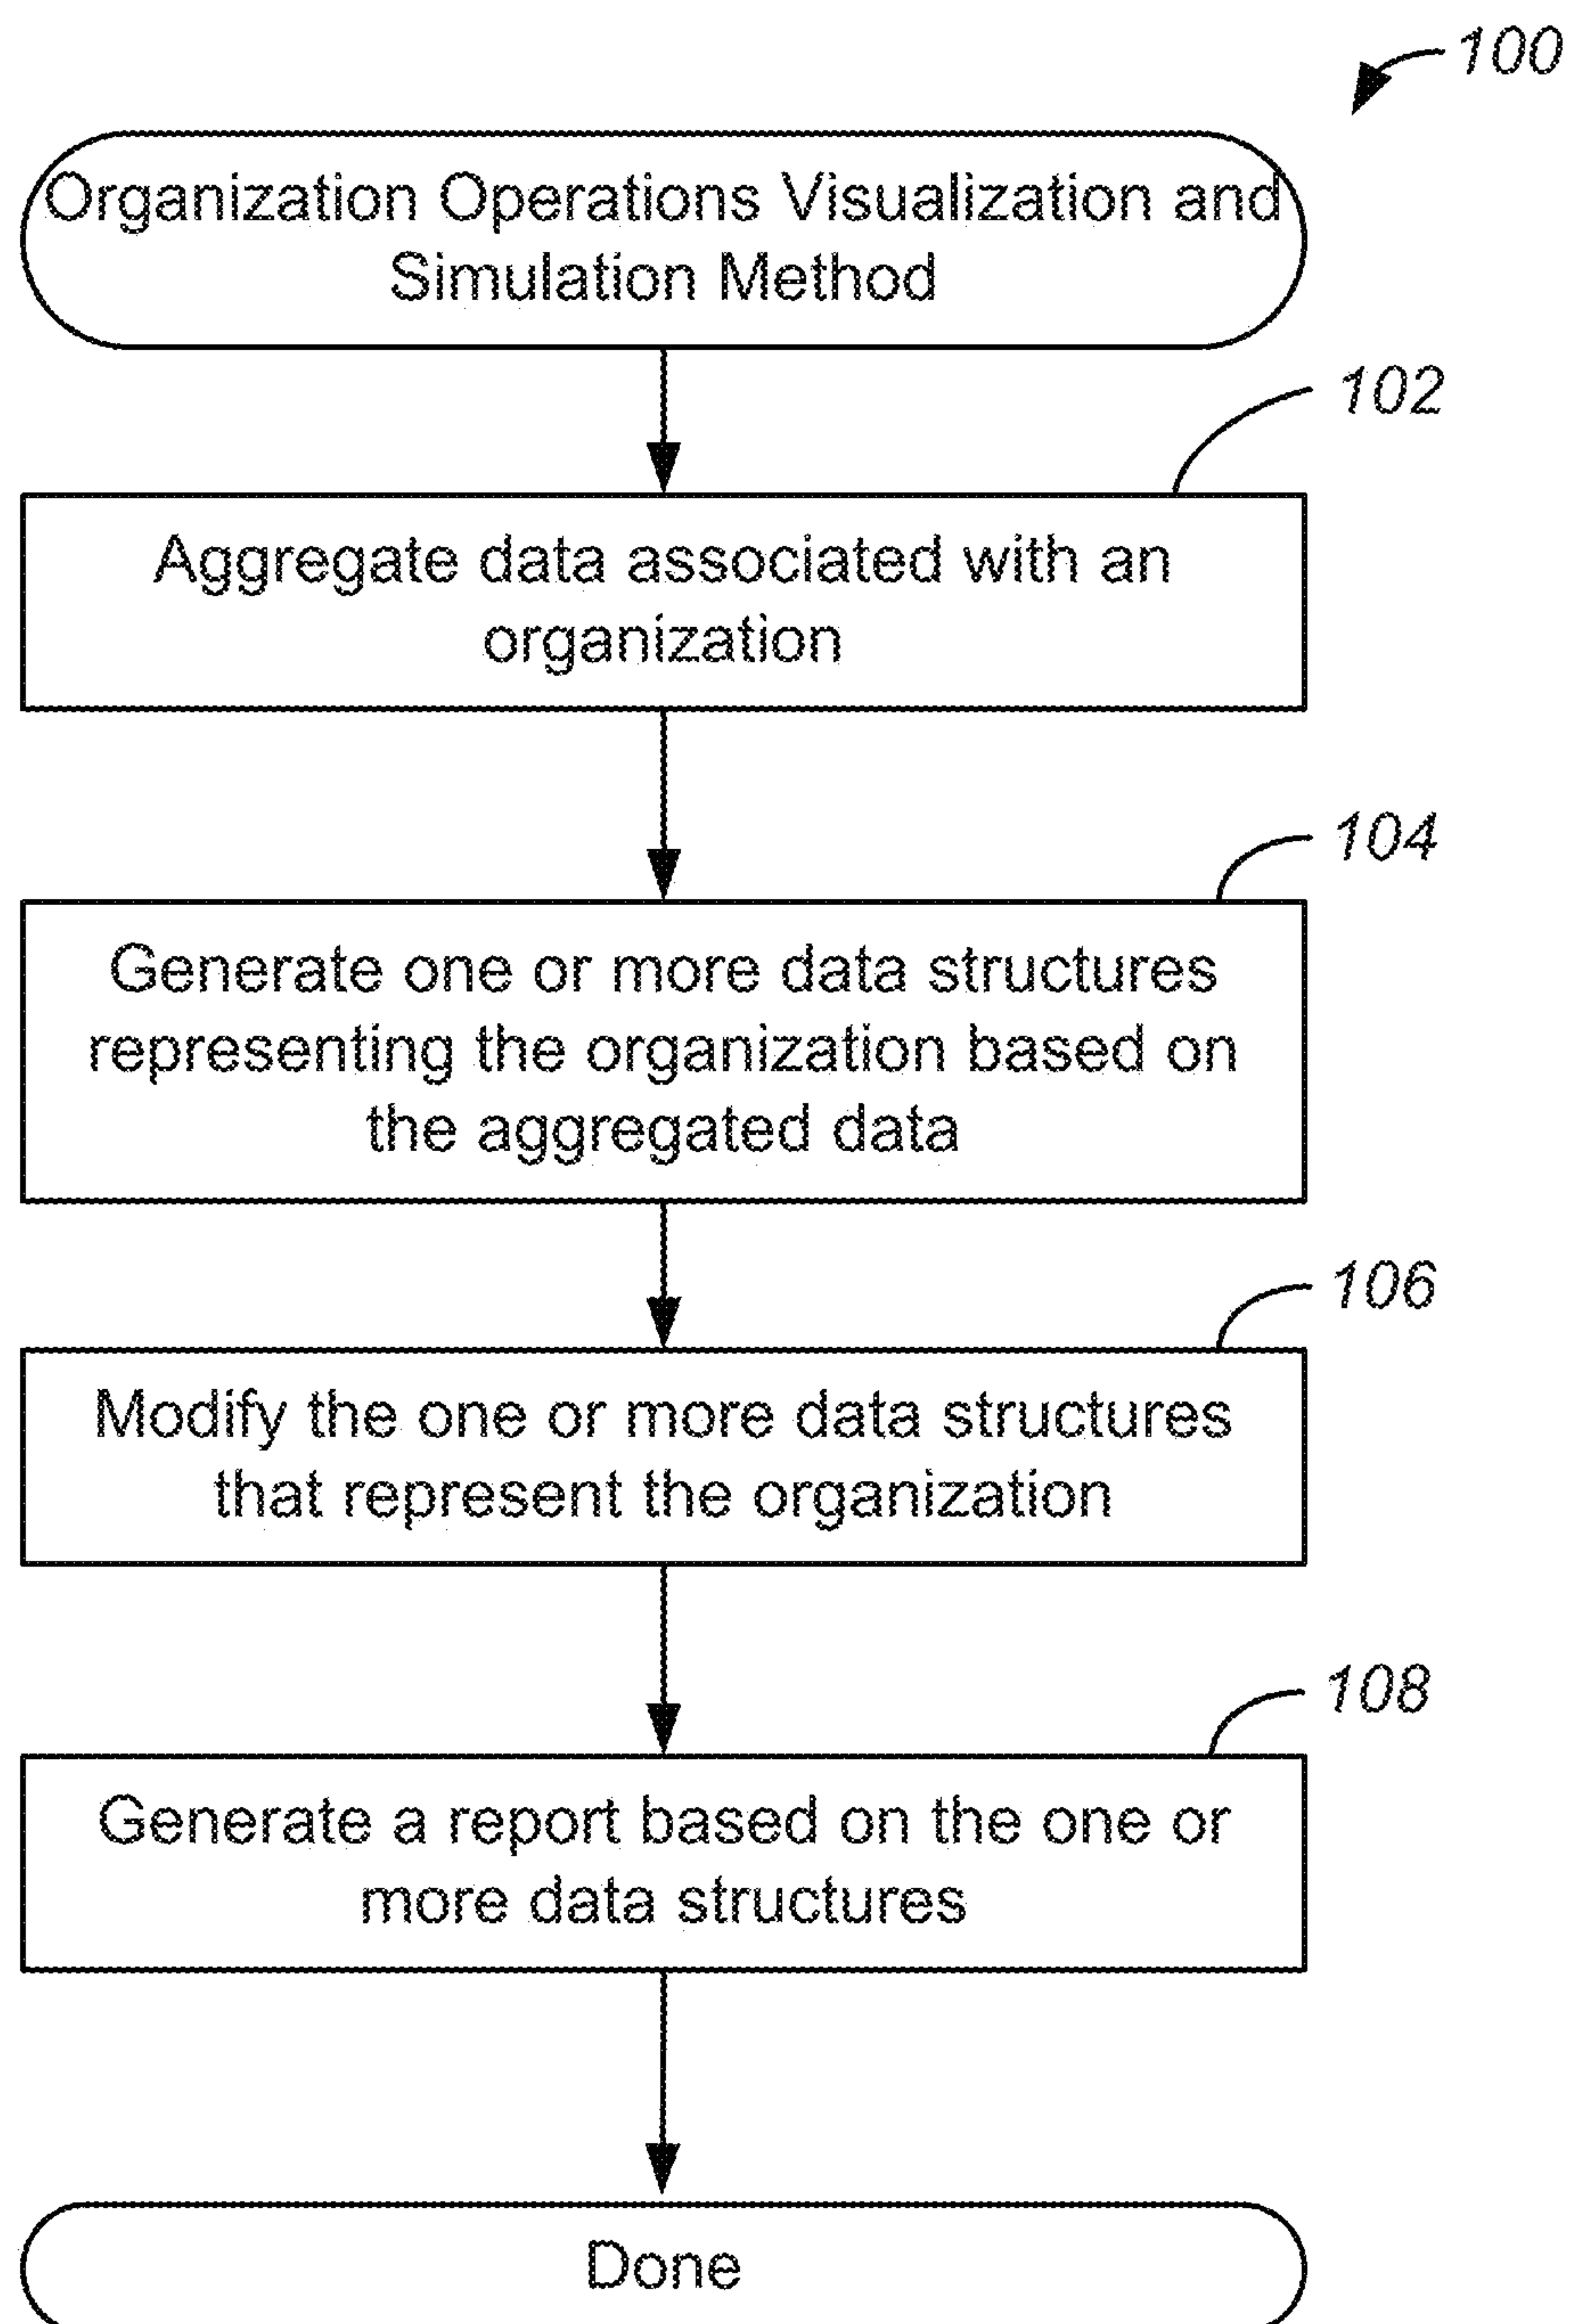 100
Organization Operations Visualization and
Simulation Method
102
Aggregate data associated with an
organization
104
Generate one or more data structures
representing the organization based on
the aggregated data
106
Modify the one or more data structures
that represent the organization
108
Generate a report based on the one or
more data structures
Done